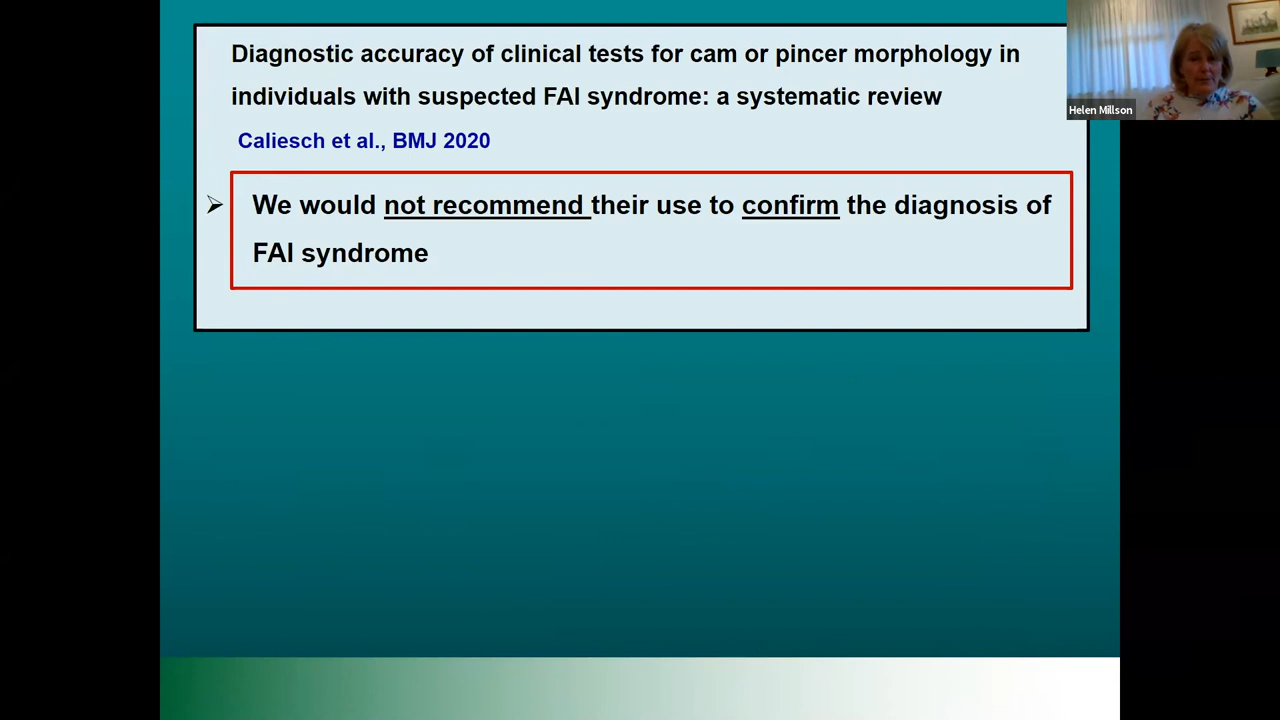 Diagnostic accuracy of clinical tests for cam or pincer morphology in
individuals with suspected FAI syndrome: a systematic review
Caliesch et al., BMJ 2020
➢ We would not recommend their use to confirm the diagnosis of
FAI syndrome
Helen Millson